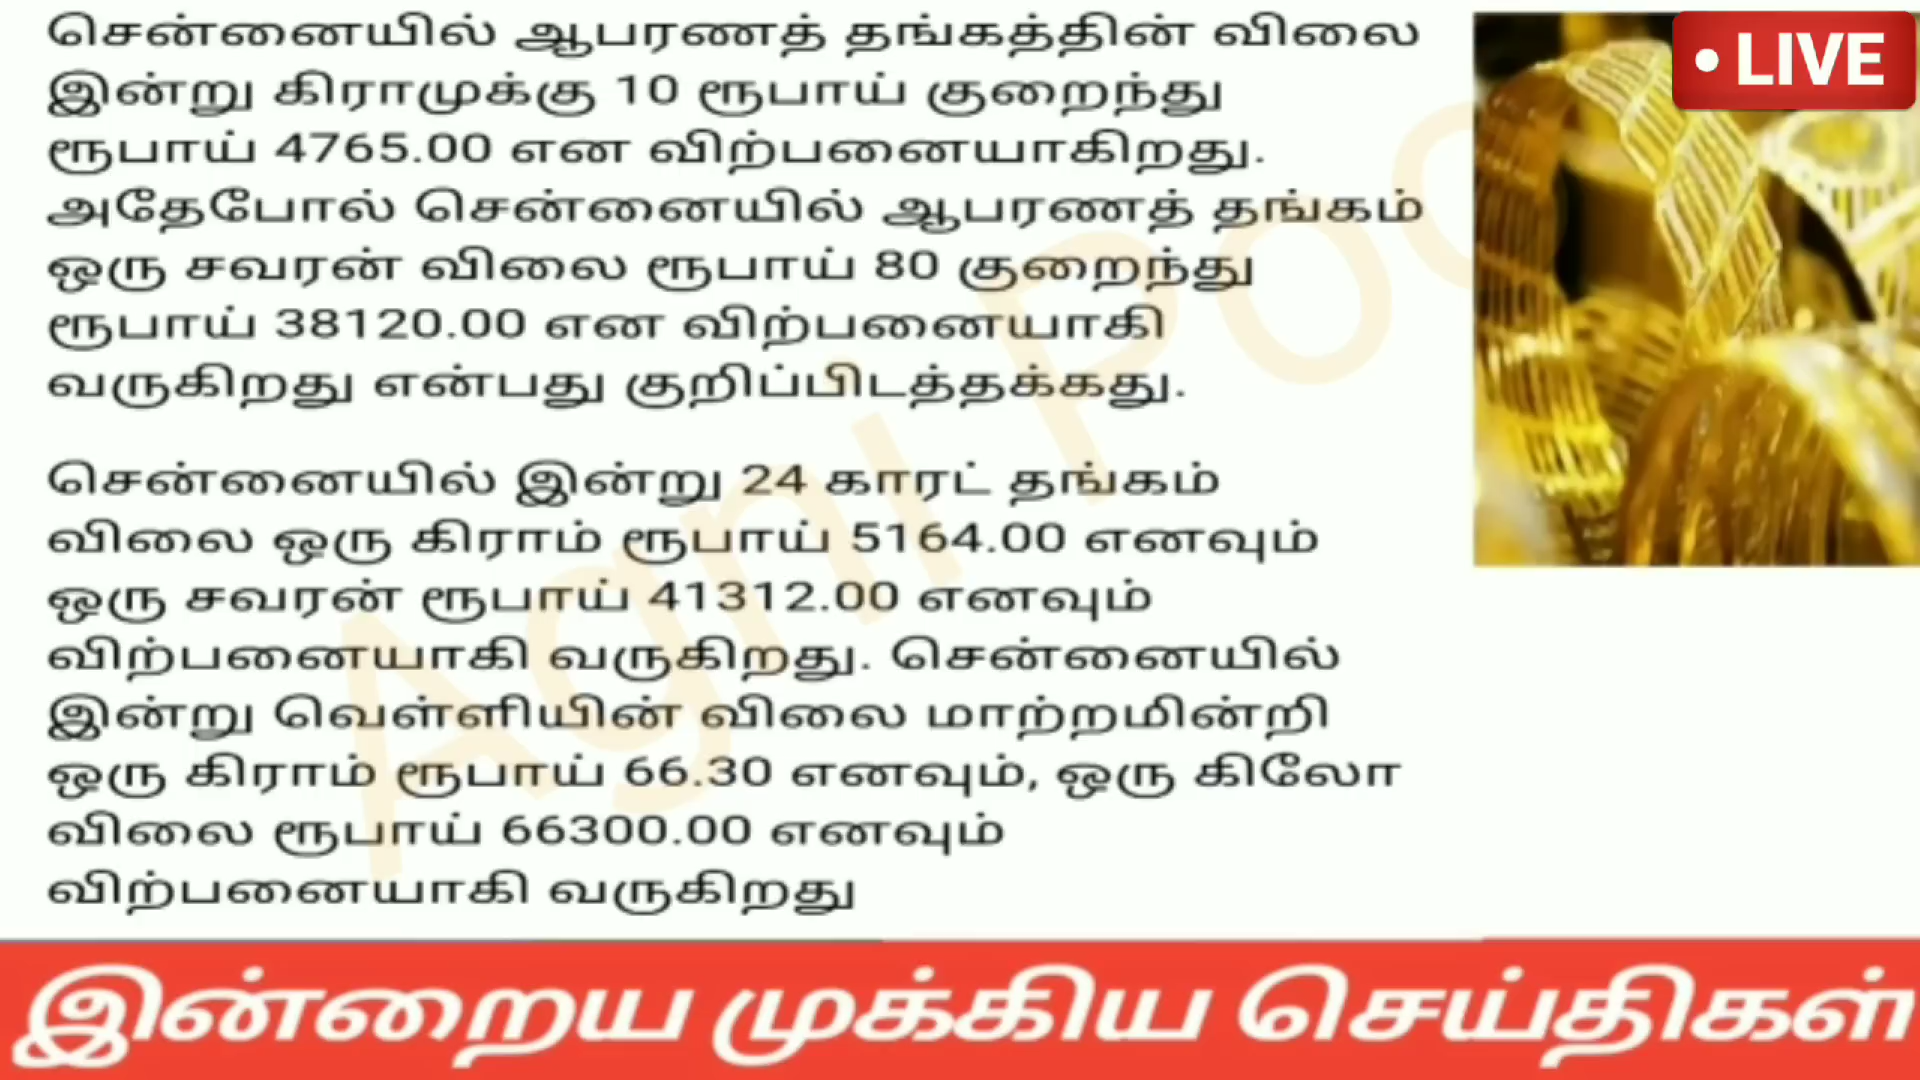 சென்னையில் ஆபரணத் தங்கத்தின் விலை
இன்று கிராமுக்கு 10 ரூபாய் குறைந்து
ரூபாய் 4765.00 என விற்பனையாகிறது.
அதேபோல் சென்னையில் ஆபரணத் தங்கம்
ஒரு சவரன் விலை ரூபாய் 80 குறைந்து
ரூபாய் 38120.00 என விற்பனையாகி
வருகிறது என்பது குறிப்பிடத்தக்கது.
சென்னையில் இன்று 24 காரட் தங்கம்
விலை ஒரு கிராம் ரூபாய் 5164.00 எனவும்
ஒரு சவரன் ரூபாய் 41312.00 எனவும்
விற்பனையாகி வருகிறது. சென்னையில்
இன்று வெள்ளியின் விலை மாற்றமின்றி
ஒரு கிராம் ரூபாய் 66.30 எனவும், ஒரு கிலோ
விலை ரூபாய் 66300.00 எனவும்
விற்பனையாகி வருகிறது
• LIVE
Agni
இன்றைய முக்கிய செய்திகள்